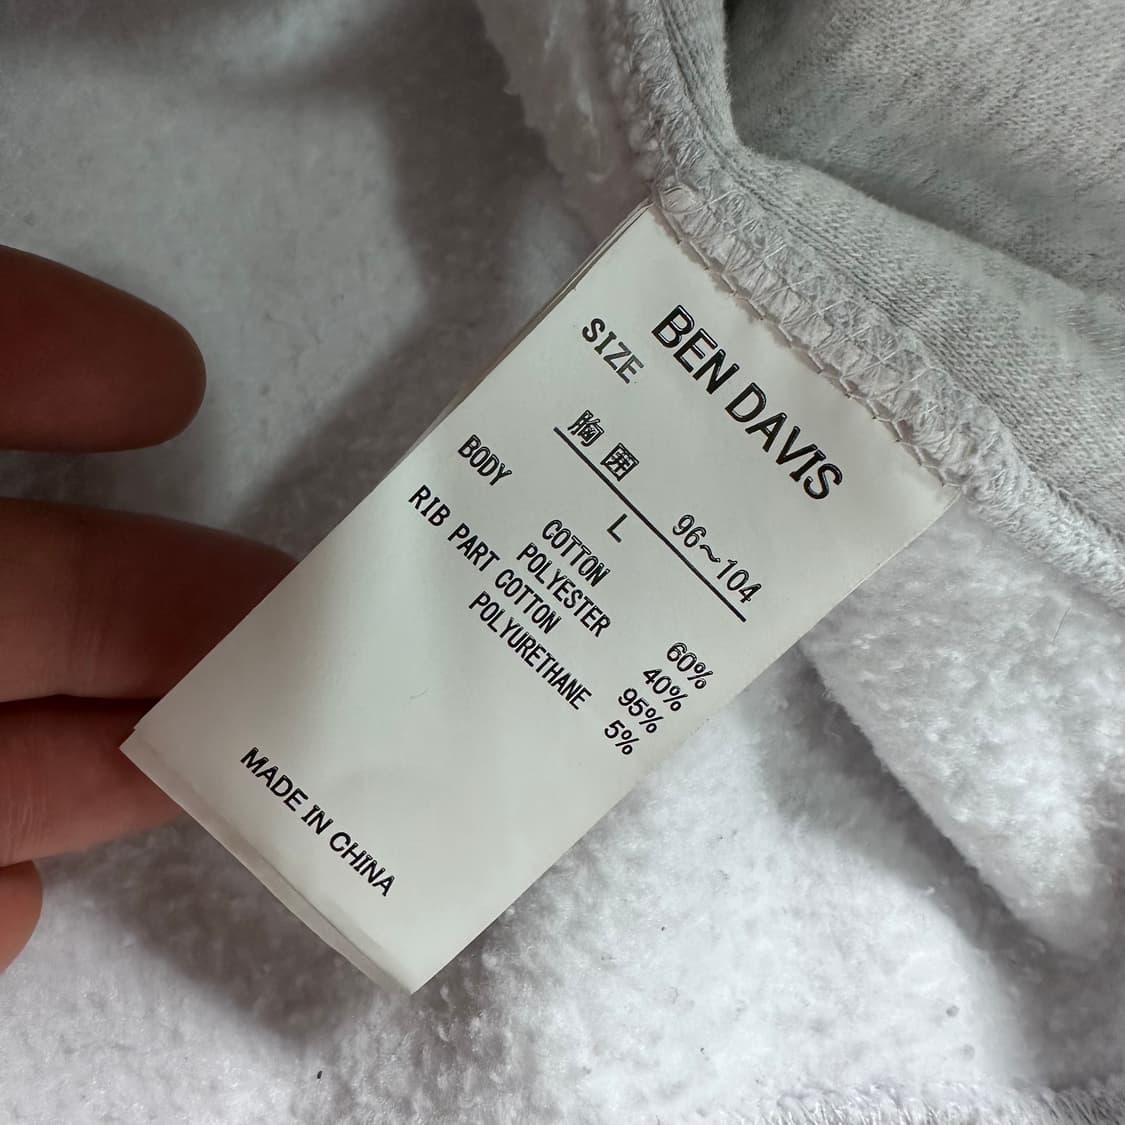 BEN DAVIS
SIZE
胸囲 96～104
L
BODY COTTON 60%
POLYESTER 40%
RIB PART COTTON 95%
POLYURETHANE 5%
MADE IN CHINA